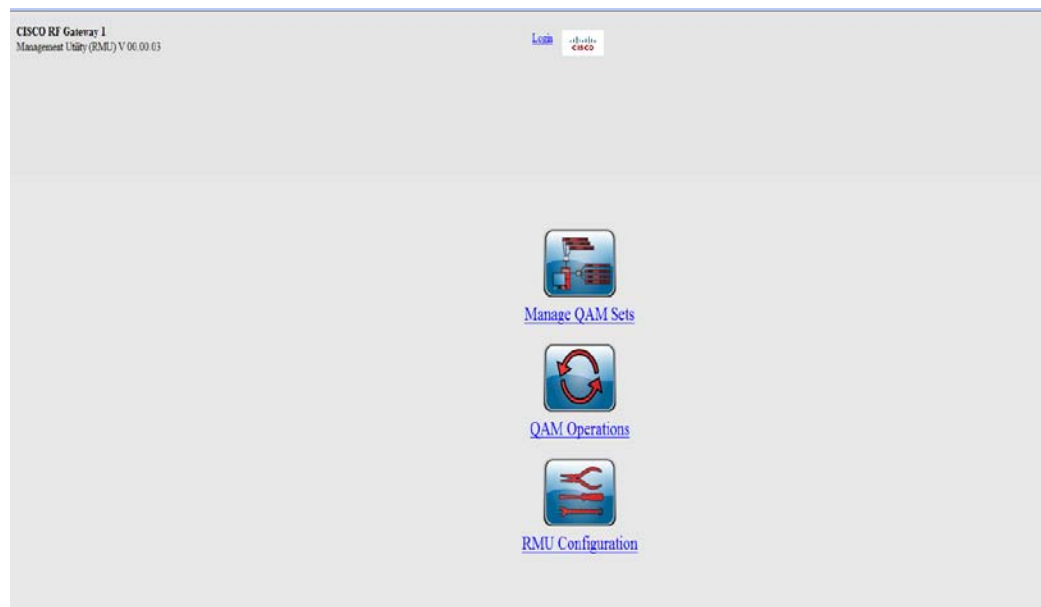 CISCO RF Gateway 1
Management Utility (RMU) V 00.00.03
Login
CISCO
Manage QAM Sets
QAM Operations
RMU Configuration